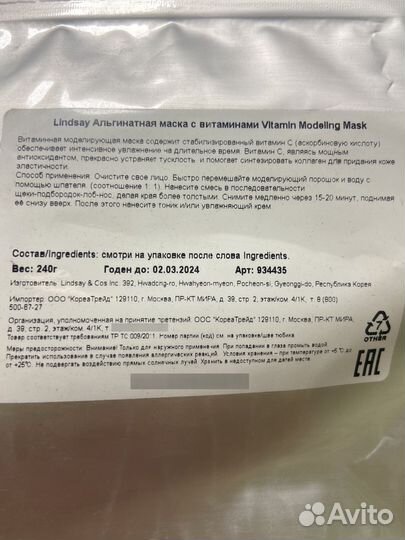 Lindsay Альгинатная маска с витаминами Vitamin Modeling Mask
Витаминная моделирующая маска содержит стабилизированный витамин С (аскорбиновую кислоту)
обеспечивает интенсивное увлажнение на длительное время. Витамин С, являясь мощным
антиоксидантом, прекрасно устраняет тусклость, и помогает синтезировать коллаген для придания коже
эластичности.
Способ применения: Очистите свое лицо. Быстро перемешайте моделирующий порошок и воду с
помощью шпателя. (соотношение 1: 1). Нанесите смесь в последовательности
щеки-подбородок-лоб-нос, делая края более толстыми. Снимите медленно через 15-20 минут, поднимая
её снизу вверх. После этого нанесите тоник и/или увлажняющий крем
Состав/Ingredients: смотри на упаковке после слова Ingredients.
Вес: 240г Годен до: 02.03.2024 Арт: 934435
Изготовитель: Lindsay & Cos Inc. 392, Hwadong-ro, Hwahyeon-myeon, Pocheon-si, Gyeonggi-do, Республика Корея
Импортер: ООО "КореаТрейд" 129110, г. Москва, ПР-КТ МИРА, д. 39, стр. 2, этаж/ком. 4/1К, т. 8 (800)
500-87-27
Организация, уполномоченная на принятие претензий: ООО "КореаТрейд" 129110, г. Москва, ПР-КТ МИРА,
д. 39, стр. 2, этаж/ком. 4/1К, т.
Товар соответствует требованиям ТР ТС 009/2011. Номер партии (код) см. на упаковке/шве тюбика
Меры предосторожности: Внимание! Только для наружного применения. При попадании в глаза промыть водой.
Прекратить использование в случае появления аллергических реакций. Условия хранения – при температуре от +5 °C до
от +25°C. Не подвергать воздействию прямых солнечных лучей. Хранить в недоступном для детей месте.
7
OTHER
EAC
Avito